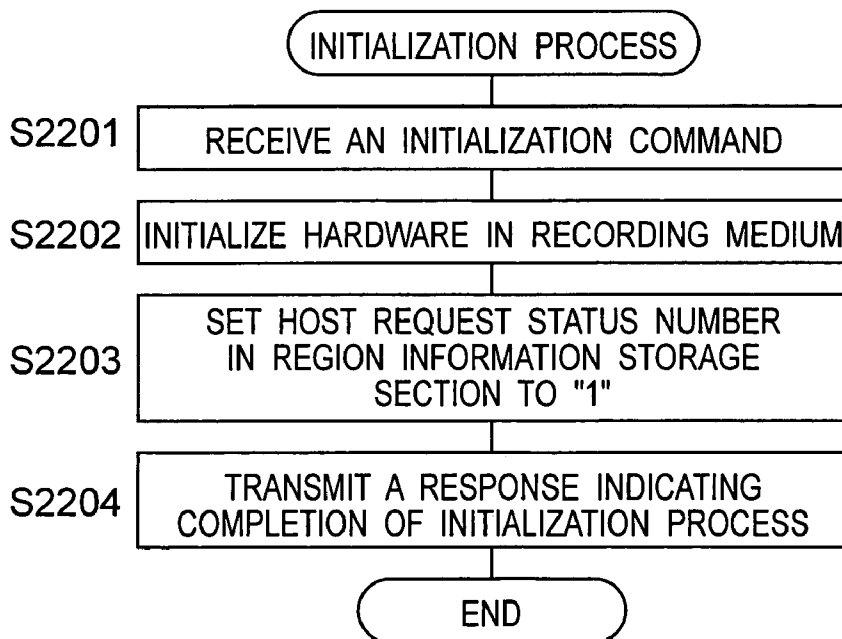 INITIALIZATION PROCESS
S2201
RECEIVE AN INITIALIZATION COMMAND
S2202
INITIALIZE HARDWARE IN RECORDING MEDIUM
S2203
SET HOST REQUEST STATUS NUMBER
IN REGION INFORMATION STORAGE
SECTION TO "1"
S2204
TRANSMIT A RESPONSE INDICATING
COMPLETION OF INITIALIZATION PROCESS
END